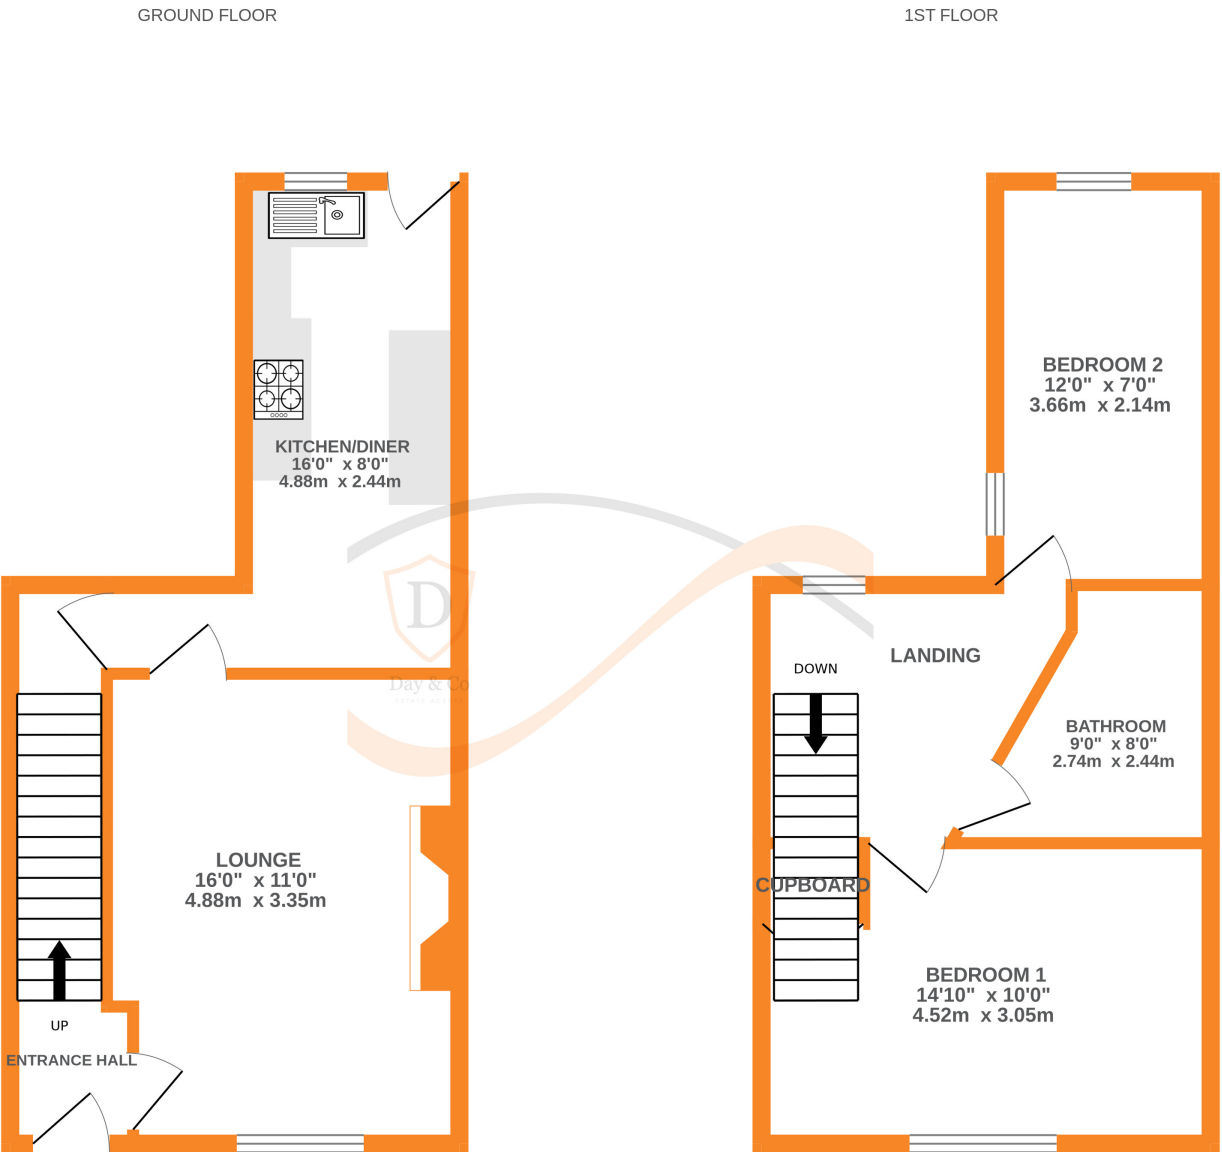 GROUND FLOOR
1ST FLOOR
KITCHEN/DINER
16'0" x 8'0"
4.88m x 2.44m
BEDROOM 2
12'0" x 7'0"
3.66m x 2.14m
D
Day & Co
ESTATE AGENTS
LANDING
DOWN
BATHROOM
9'0" x 8'0"
2.74m x 2.44m
LOUNGE
16'0" x 11'0"
4.88m x 3.35m
CUPBOARD
BEDROOM 1
14'10" x 10'0"
4.52m x 3.05m
UP
ENTRANCE HALL